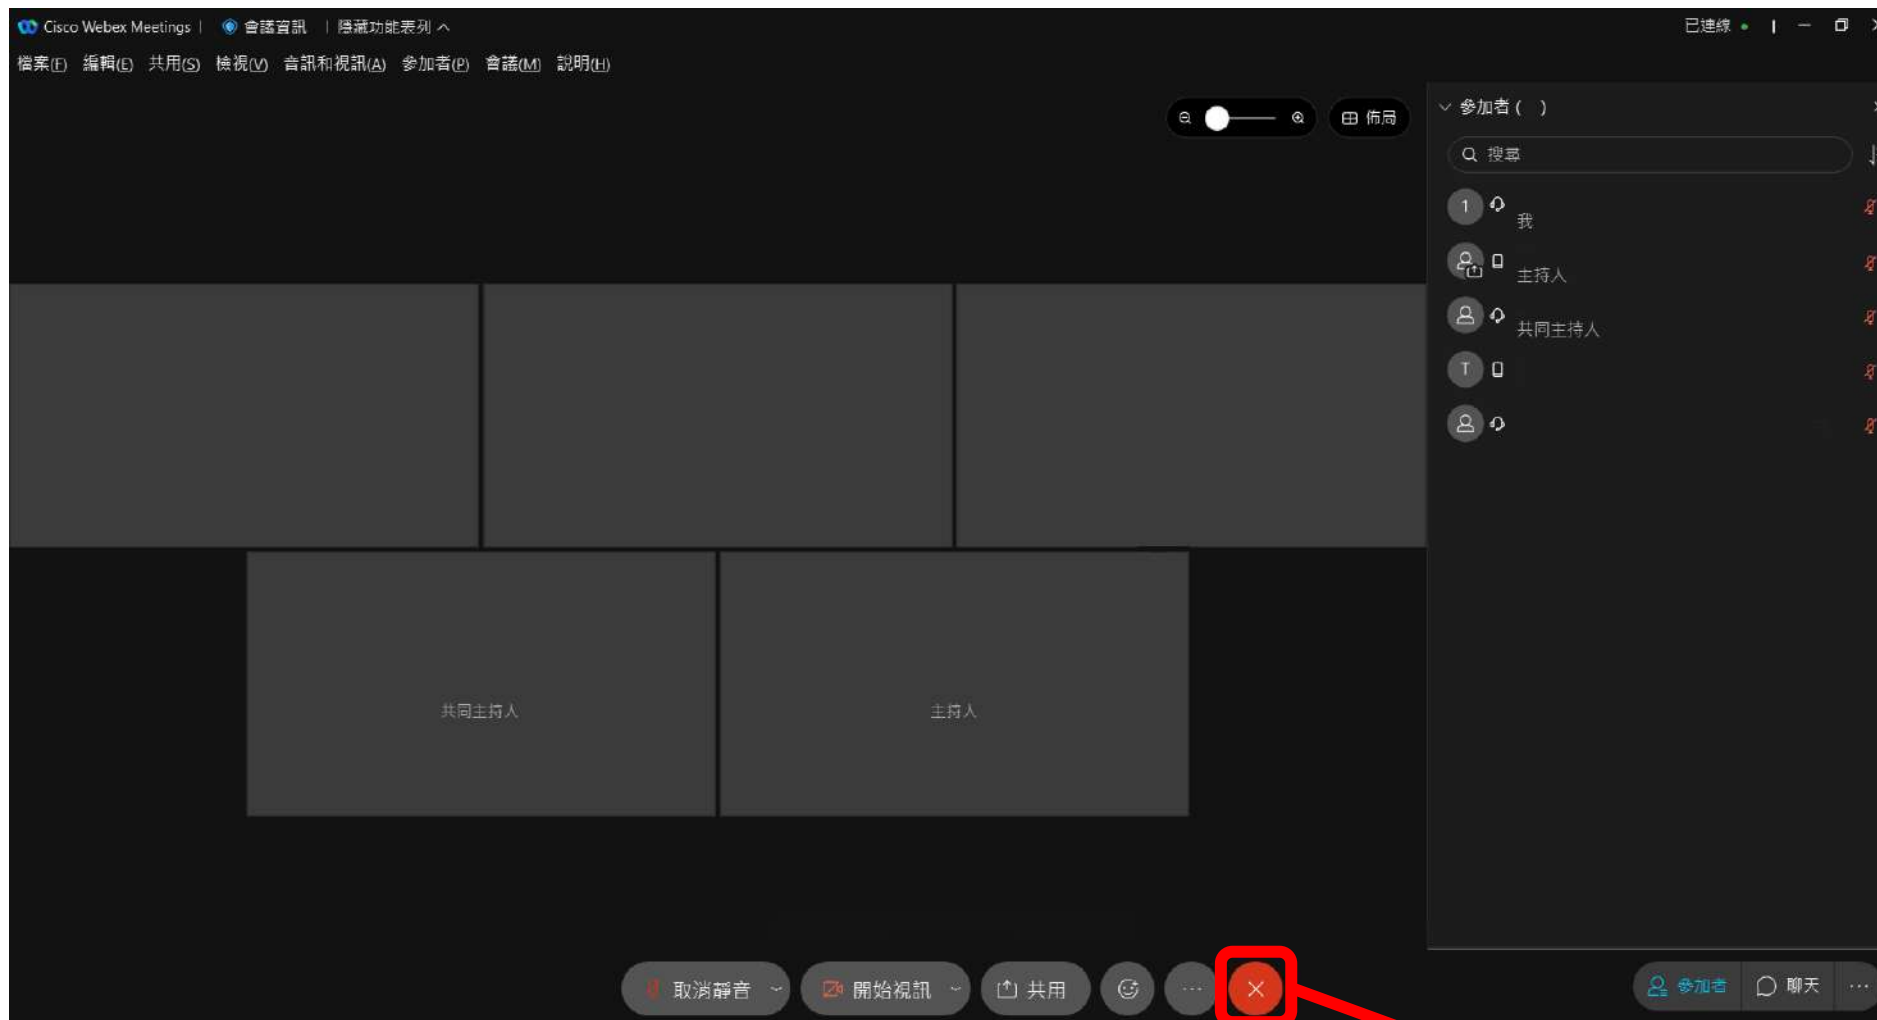 Cisco Webex Meetings | 會議資訊 | 隱藏功能表列 已連線
檔案(F) 編輯(E) 共用(S) 檢視(V) 音訊和視訊(A) 參加者(P) 會議(M) 說明(H)
佈局
參加者 ( )
搜尋
1
我
主持人
共同主持人
T
共同主持人 主持人
取消靜音 開始視訊 共用 ... 參加者 聊天 ...